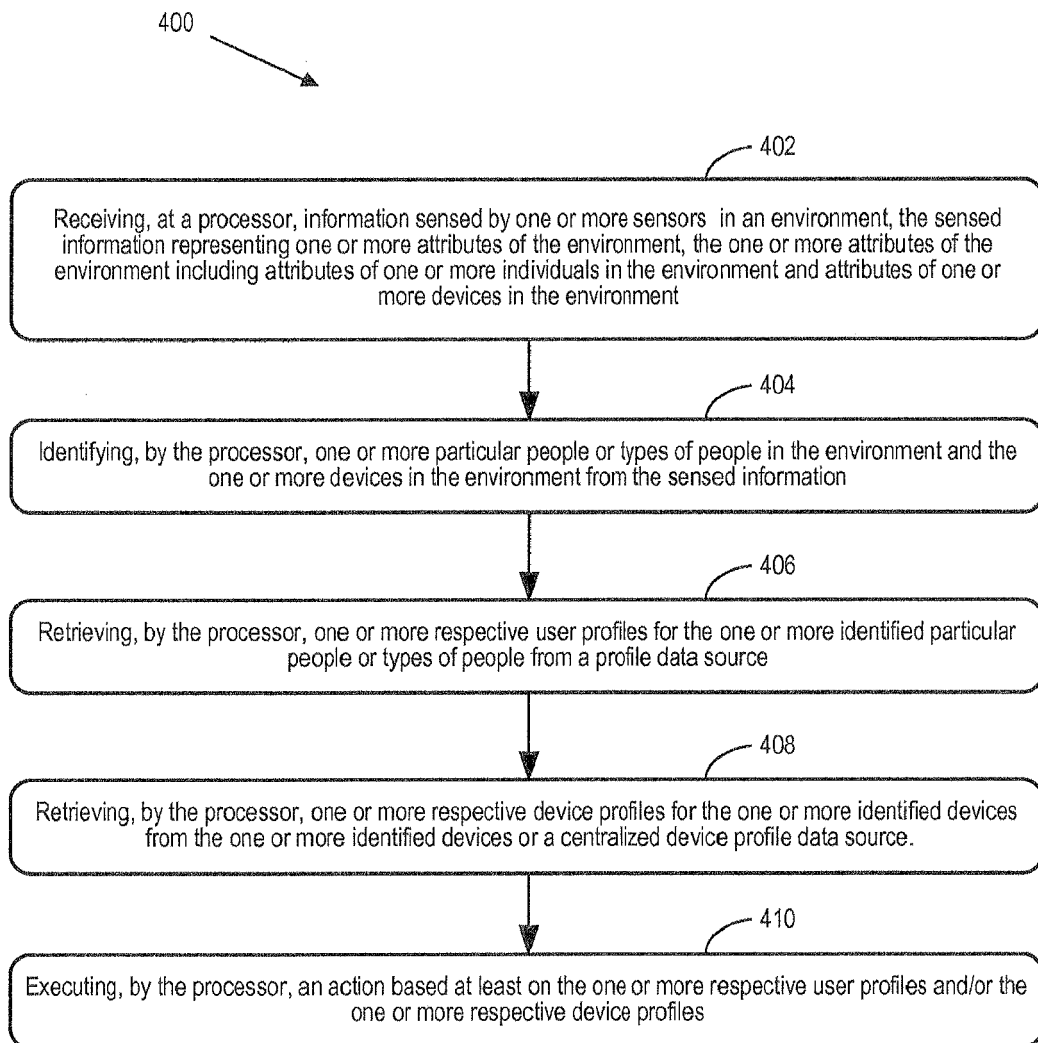 400
402
Receiving, at a processor, information sensed by one or more sensors in an environment, the sensed
information representing one or more attributes of the environment, the one or more attributes of the
environment including attributes of one or more individuals in the environment and attributes of one or
more devices in the environment
404
Identifying, by the processor, one or more particular people or types of people in the environment and the
one or more devices in the environment from the sensed information
406
Retrieving, by the processor, one or more respective user profiles for the one or more identified particular
people or types of people from a profile data source
408
Retrieving, by the processor, one or more respective device profiles for the one or more identified devices
from the one or more identified devices or a centralized device profile data source.
410
Executing, by the processor, an action based at least on the one or more respective user profiles and/or the
one or more respective device profiles